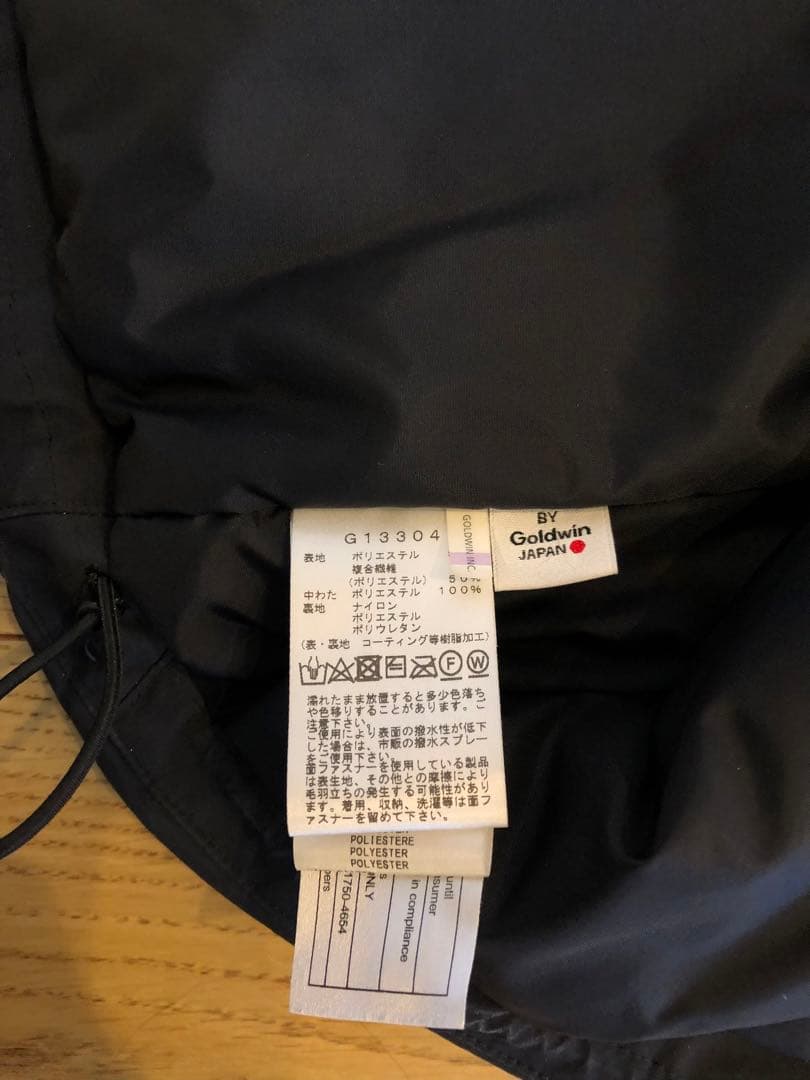 G13304
表地 ポリエステル
複合繊維
(ポリエステル) 50%
中わた ポリエステル 100%
裏地 ナイロン
ポリエステル
ポリウレタン
(表・裏地 コーティング等樹脂加工)
F W
濡れたまま放置すると多少色落ち
や色移りすることがあります。ご
注意下さい。
ご使用により表面の撥水性が低下
した場合は、市販の撥水スプレー
をご使用下さい。
面ファスナーを使用している製品
は表生地、その他との摩擦により
毛羽立ちの発生する可能性があり
ます。着用、収納、洗濯等は面フ
ァスナーを留めて下さい。
GOLDWIN INC.
BY
Goldwin
JAPAN
POLIESTERE
POLYESTER
POLYESTER
until
sumer
in compliance
NLY
1750-4654
bers